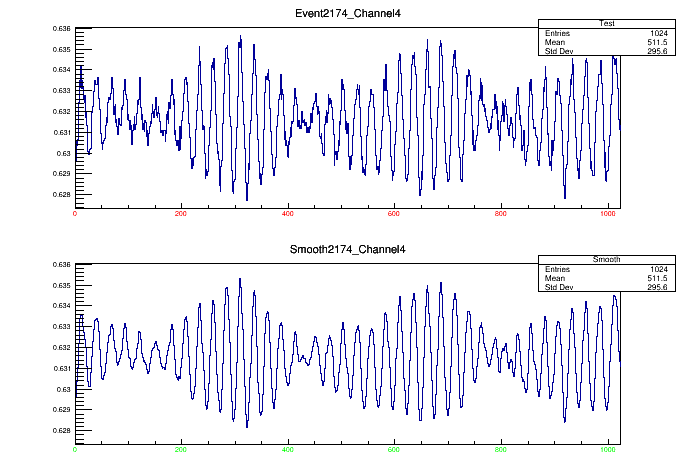 Event2174_Channel4
Test
Entries 1024
Mean 511.5
Std Dev 295.6
0.636
0.635
0.634
0.633
0.632
0.631
0.63
0.629
0.628
0 200 400 600 800 1000
Smooth2174_Channel4
Smooth
Entries 1024
Mean 511.5
Std Dev 295.6
0.636
0.635
0.634
0.633
0.632
0.631
0.63
0.629
0.628
0 200 400 600 800 1000